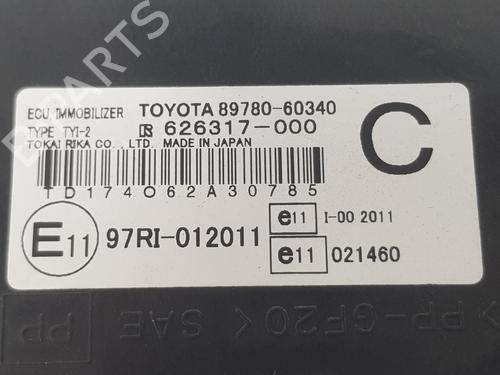 B-PARTS
ECU, IMMOBILIZER TOYOTA 89780-60340
TYPE TYI-2 626317-000
TOKAI RIKA CO., LTD. MADE IN JAPAN
C
TD174062A30785
E11 97RI-012011
e11 I-00 2011
e11 021460
PP SAE >PP-GF20<